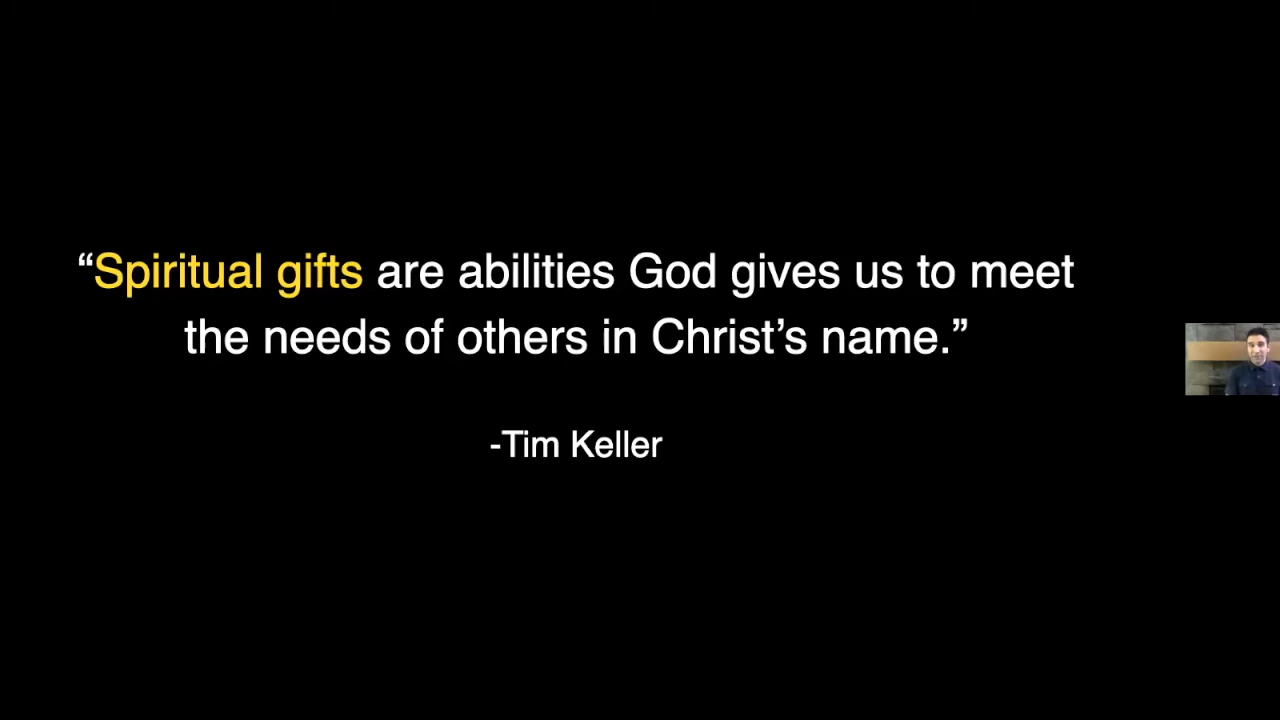 “Spiritual gifts are abilities God gives us to meet
the needs of others in Christ’s name.”
-Tim Keller